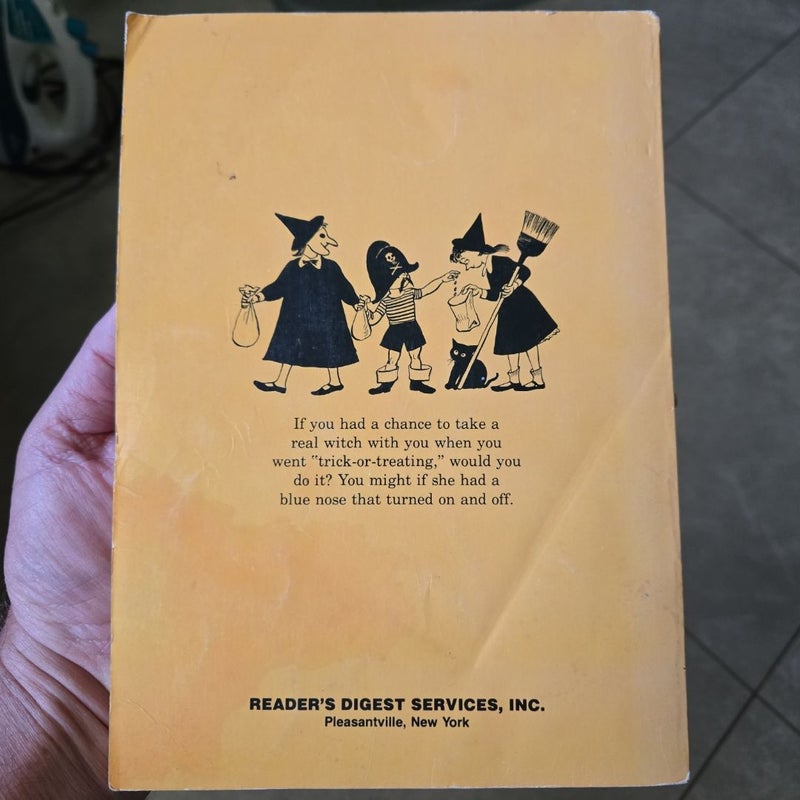 If you had a chance to take a
real witch with you when you
went "trick-or-treating," would you
do it? You might if she had a
blue nose that turned on and off.
READER'S DIGEST SERVICES, INC.
Pleasantville, New York